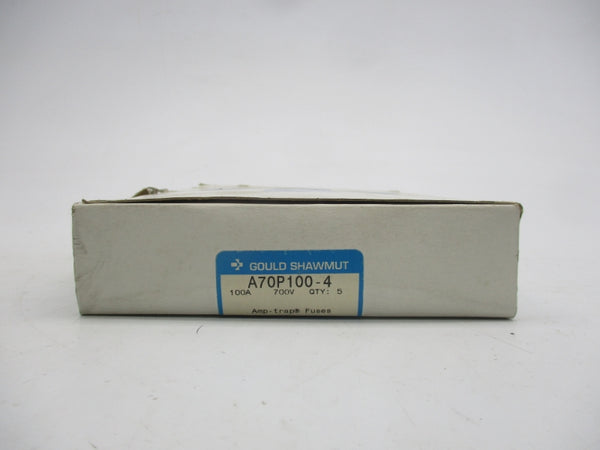 GOULD SHAWMUT
A70P100-4
100A 700V QTY: 5
Amp-trap® Fuses